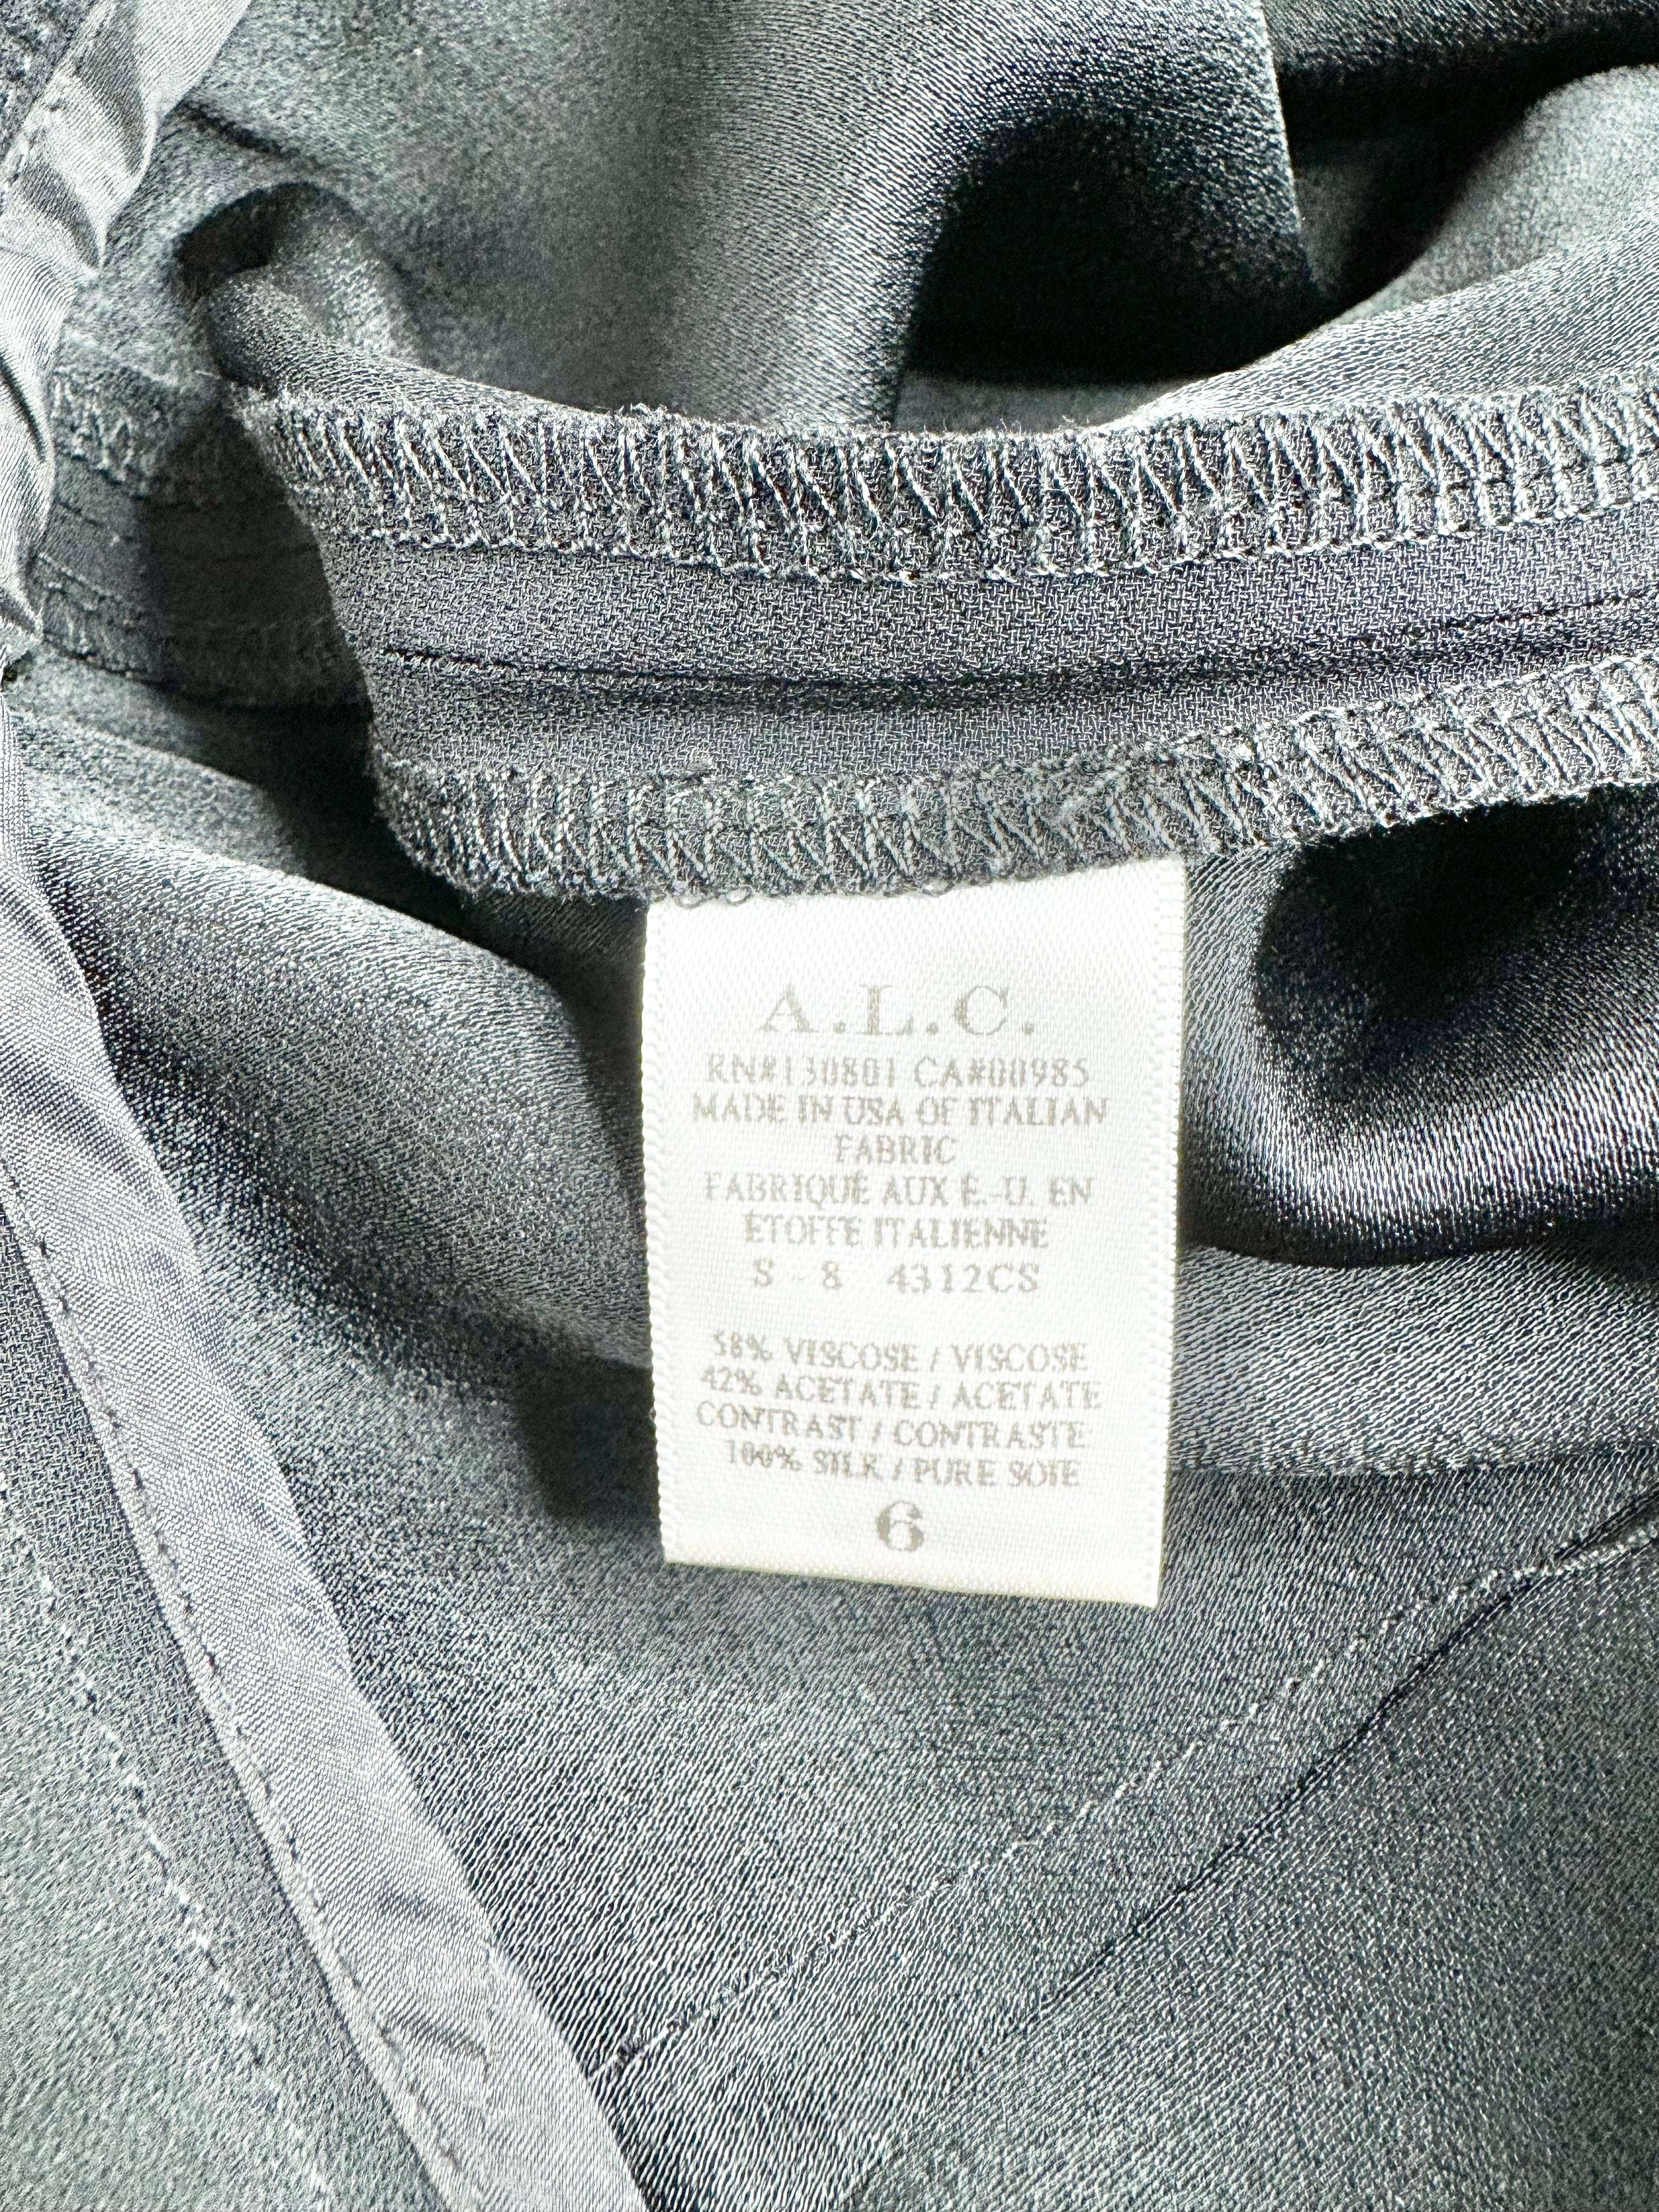 A.L.C.
RN#130801 CA#00985
MADE IN USA OF ITALIAN
FABRIC
FABRIQUÉ AUX É.-U. EN
ETOFFE ITALIENNE
S - 8 4312CS
58% VISCOSE / VISCOSE
42% ACETATE / ACETATE
CONTRAST / CONTRASTE
100% SILK / PURE SOIE
6